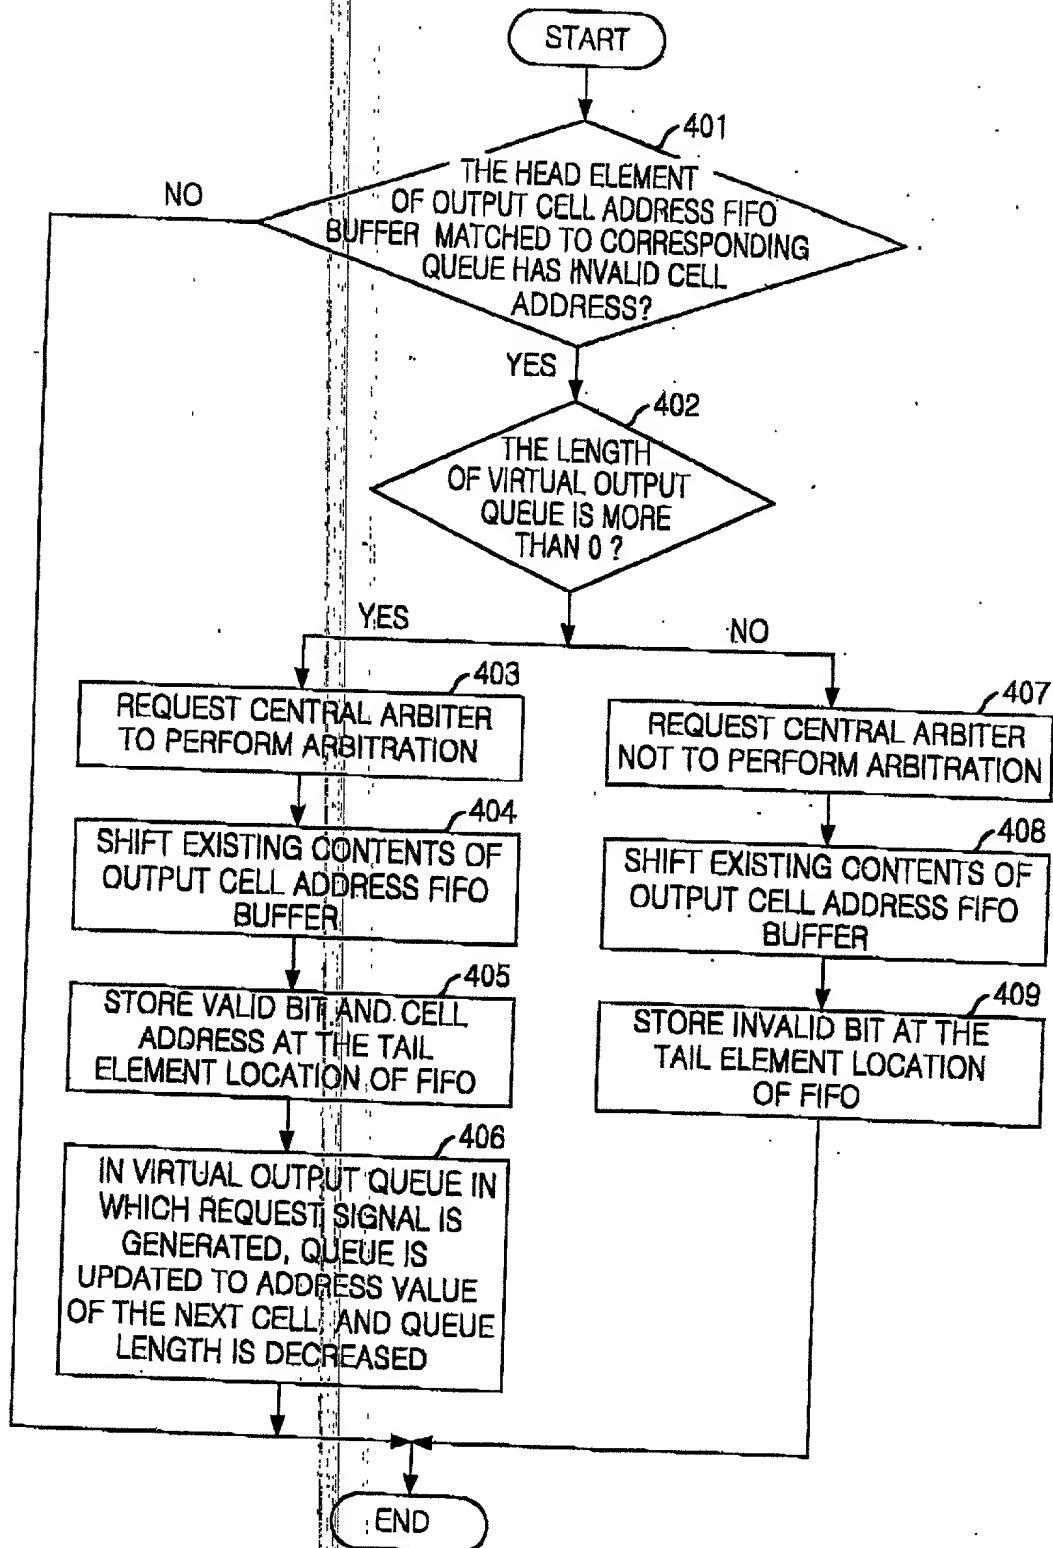 START
401
THE HEAD ELEMENT
OF OUTPUT CELL ADDRESS FIFO
BUFFER MATCHED TO CORRESPONDING
QUEUE HAS INVALID CELL
ADDRESS?
NO
YES
402
THE LENGTH
OF VIRTUAL OUTPUT
QUEUE IS MORE
THAN 0 ?
YES
NO
403
REQUEST CENTRAL ARBITER
TO PERFORM ARBITRATION
404
SHIFT EXISTING CONTENTS OF
OUTPUT CELL ADDRESS FIFO
BUFFER
405
STORE VALID BIT AND CELL
ADDRESS AT THE TAIL
ELEMENT LOCATION OF FIFO
406
IN VIRTUAL OUTPUT QUEUE IN
WHICH REQUEST SIGNAL IS
GENERATED, QUEUE IS
UPDATED TO ADDRESS VALUE
OF THE NEXT CELL AND QUEUE
LENGTH IS DECREASED
407
REQUEST CENTRAL ARBITER
NOT TO PERFORM ARBITRATION
408
SHIFT EXISTING CONTENTS OF
OUTPUT CELL ADDRESS FIFO
BUFFER
409
STORE INVALID BIT AT THE
TAIL ELEMENT LOCATION
OF FIFO
END